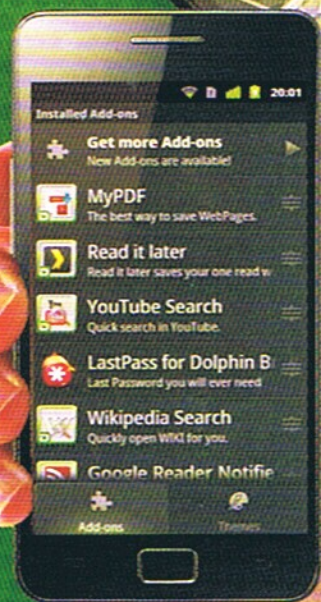 20:01
Installed Add-ons
Get more Add-ons
New Add-ons are available!
MyPDF
The best way to save WebPages.
Read it later
Read it later saves your one read w
YouTube Search
Quick search in YouTube.
LastPass for Dolphin B
Last Password you will ever need
Wikipedia Search
Quickly open WIKI for you.
Google Reader Notifie
Add-ons
Themes